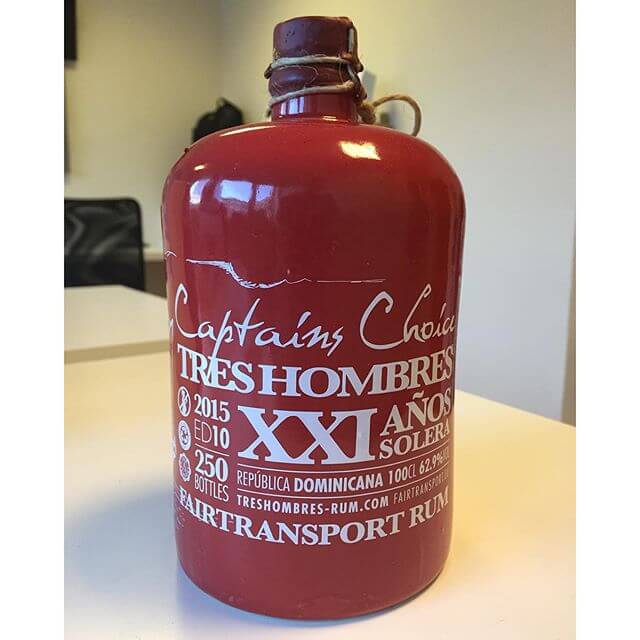 Captains Choice
TRES HOMBRES
2015
ED10
250
BOTTLES
XXI
AÑOS
SOLERA
REPÚBLICA DOMINICANA 100CL 62.9%
TRESHOMBRES-RUM.COM
FAIRTRANSPORT RUM